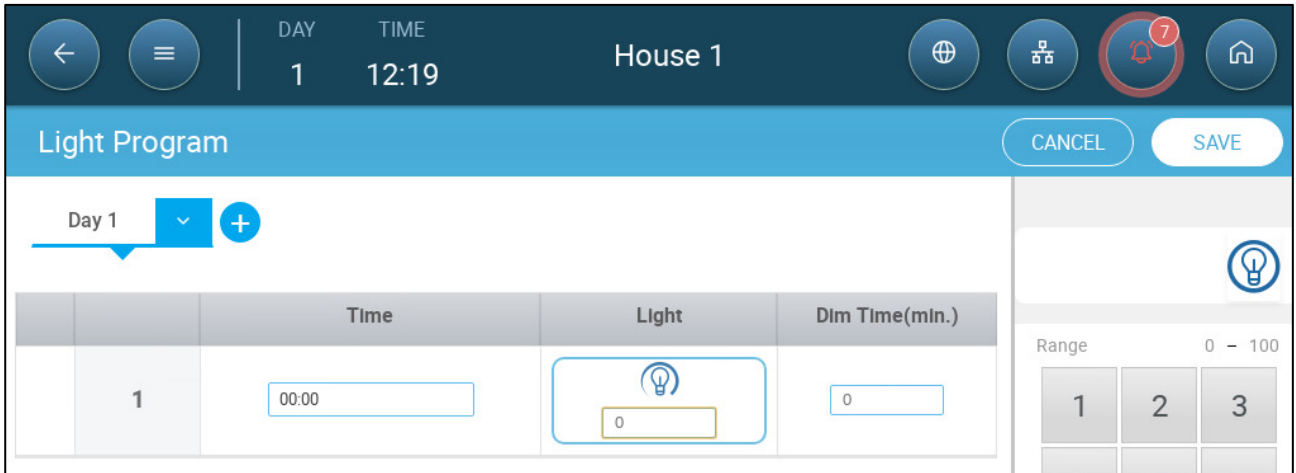 DAY TIME
1 12:19 House 1 7
Light Program CANCEL SAVE
Day 1
Time Light Dim Time(min.)
Range 0 – 100
1 00:00 0 0
1 2 3